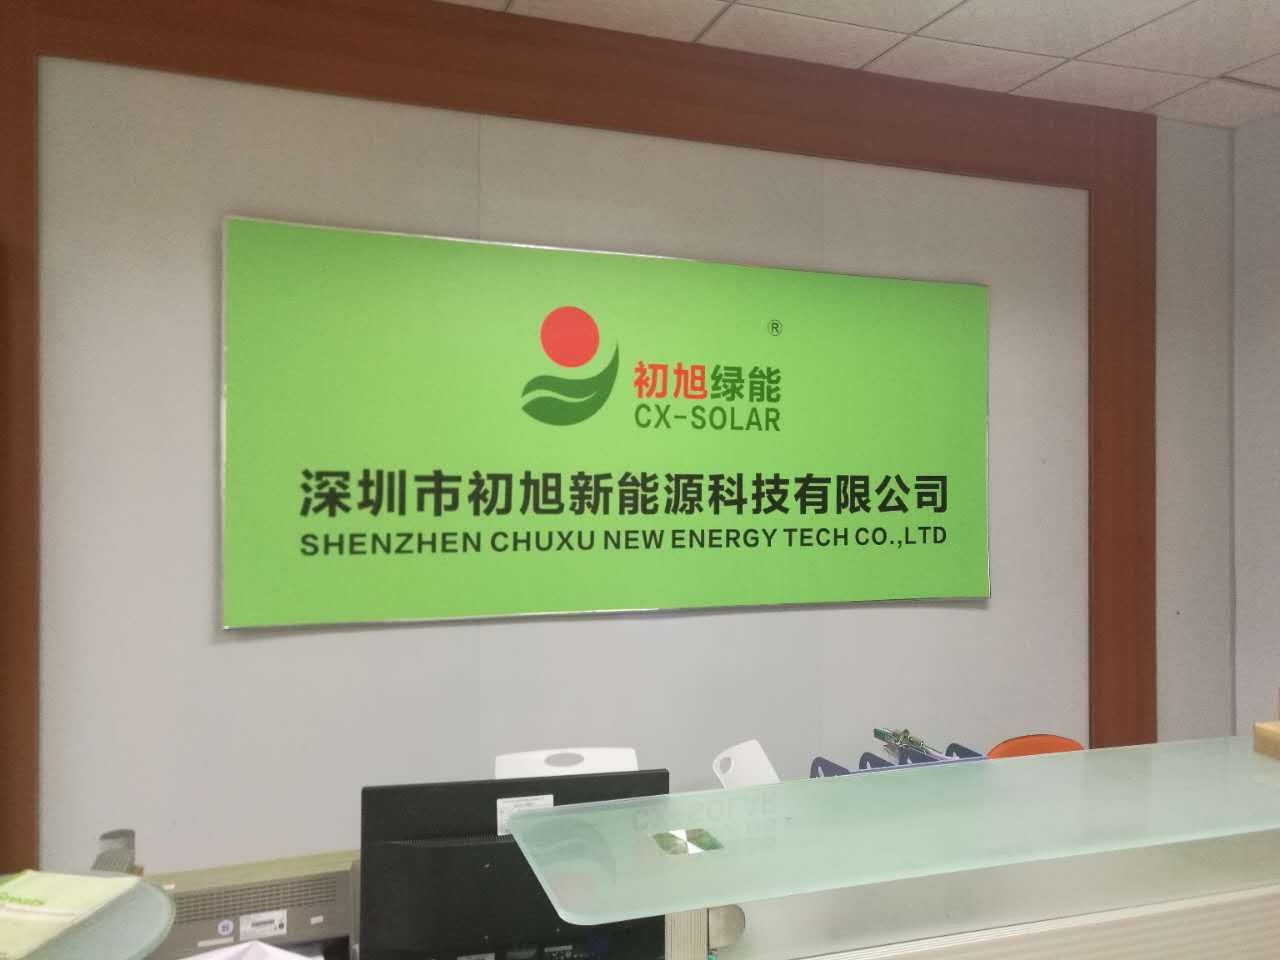 ®
初旭绿能
CX-SOLAR
深圳市初旭新能源科技有限公司
SHENZHEN CHUXU NEW ENERGY TECH CO.,LTD